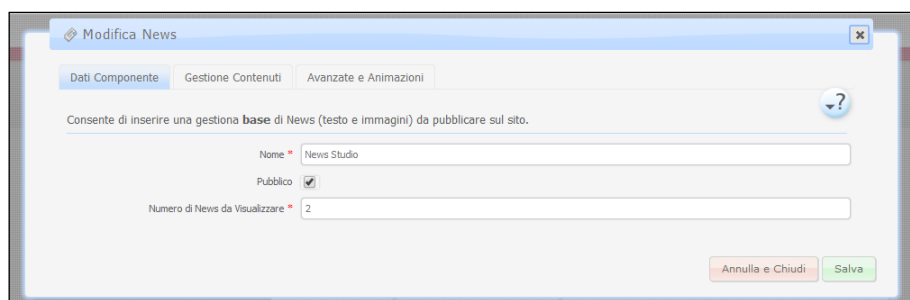 Modifica News
Dati Componente Gestione Contenuti Avanzate e Animazioni
?
Consente di inserire una gestiona base di News (testo e immagini) da pubblicare sul sito.
Nome * News Studio
Pubblico
Numero di News da Visualizzare * 2
Annulla e Chiudi Salva